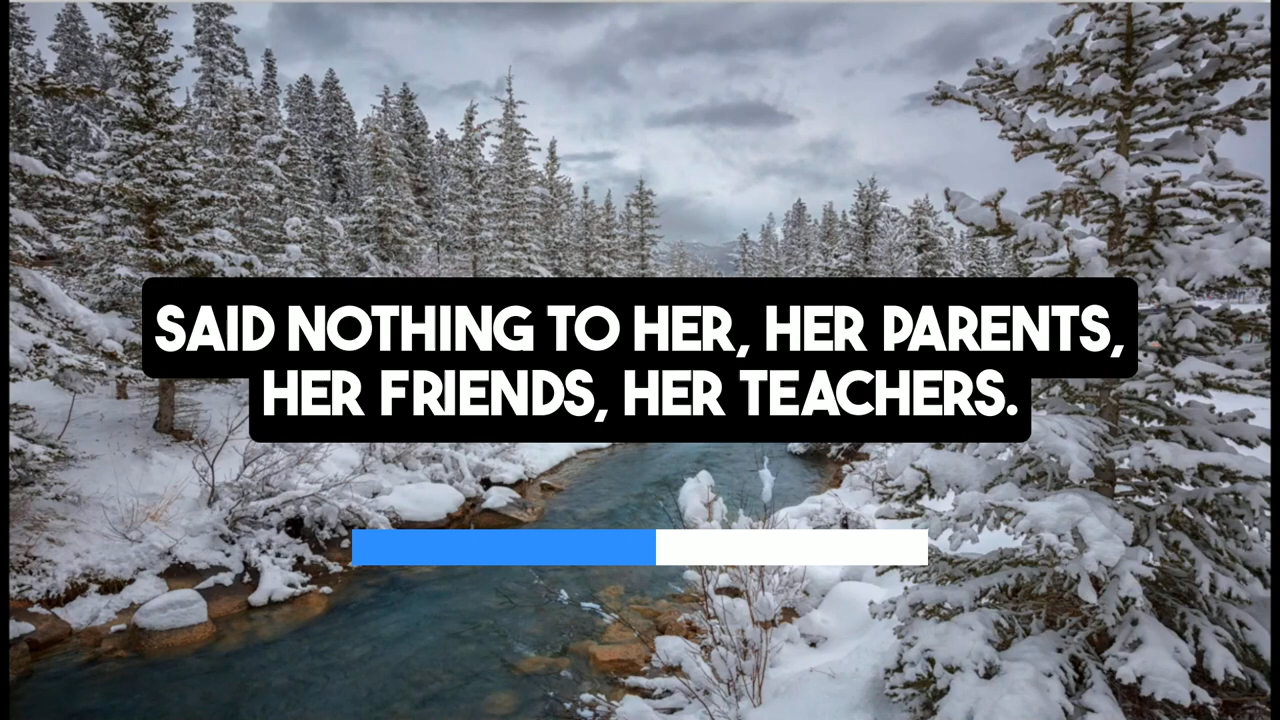 SAID NOTHING TO HER, HER PARENTS,
HER FRIENDS, HER TEACHERS.